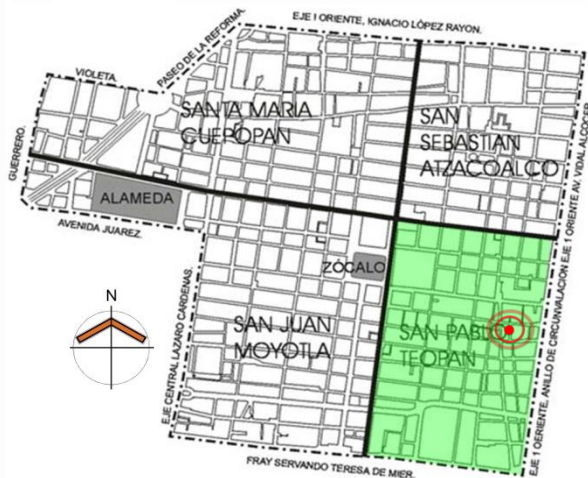 EJE I ORIENTE, IGNACIO LÓPEZ RAYON.
PASEO DE LA REFORMA.
VIOLETA.
GUERRERO.
SANTA MARIA
CUEPOPAN
SAN
SEBASTIAN
ATZACOALCO
ALAMEDA
AVENIDA JUAREZ.
ZÓCALO
EJE CENTRAL LAZARO CARDENAS.
N
SAN JUAN
MOYOTLA
SAN PABLO
TEOPAN
EJE 1 OERIENTE, ANILLO DE CIRCUNVALACION EJE 1 ORIENTE AV. VIDAL ALCOCER
FRAY SERVANDO TERESA DE MIER.